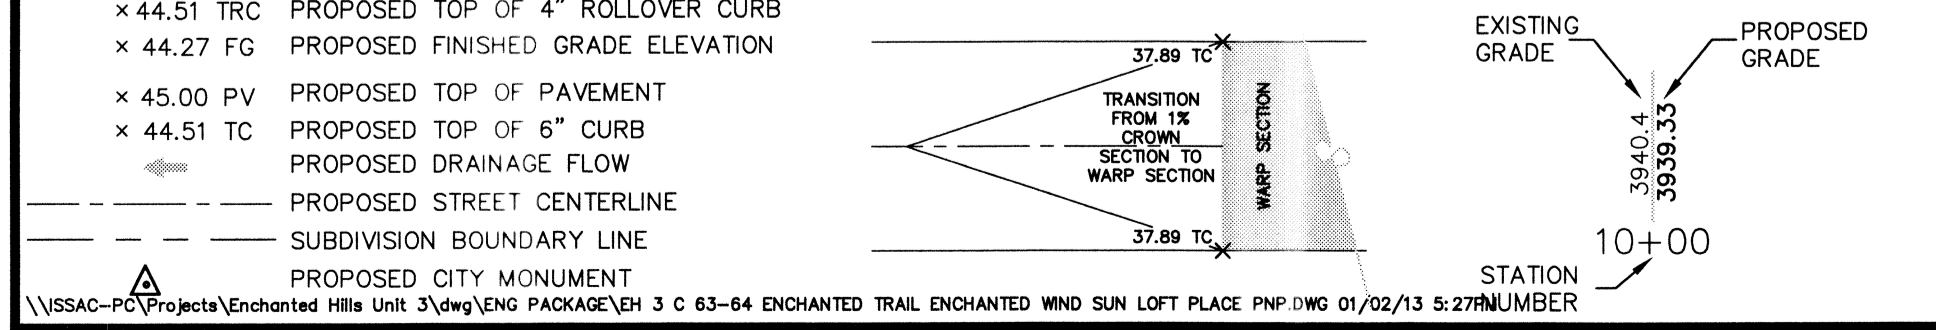 × 44.51 TRC PROPOSED TOP OF 4" ROLLOVER CURB
× 44.27 FG PROPOSED FINISHED GRADE ELEVATION
× 45.00 PV PROPOSED TOP OF PAVEMENT
× 44.51 TC PROPOSED TOP OF 6" CURB
PROPOSED DRAINAGE FLOW
PROPOSED STREET CENTERLINE
SUBDIVISION BOUNDARY LINE
PROPOSED CITY MONUMENT
37.89 TC
TRANSITION
FROM 1%
CROWN
SECTION TO
WARP SECTION
37.89 TC
WARP SECTION
EXISTING
GRADE
PROPOSED
GRADE
3940.4
3939.33
10+00
STATION
NUMBER
\\ISSAC-PC\Projects\Enchanted Hills Unit 3\dwg\ENG PACKAGE\EH 3 C 63-64 ENCHANTED TRAIL ENCHANTED WIND SUN LOFT PLACE PNP.DWG 01/02/13 5:27PM